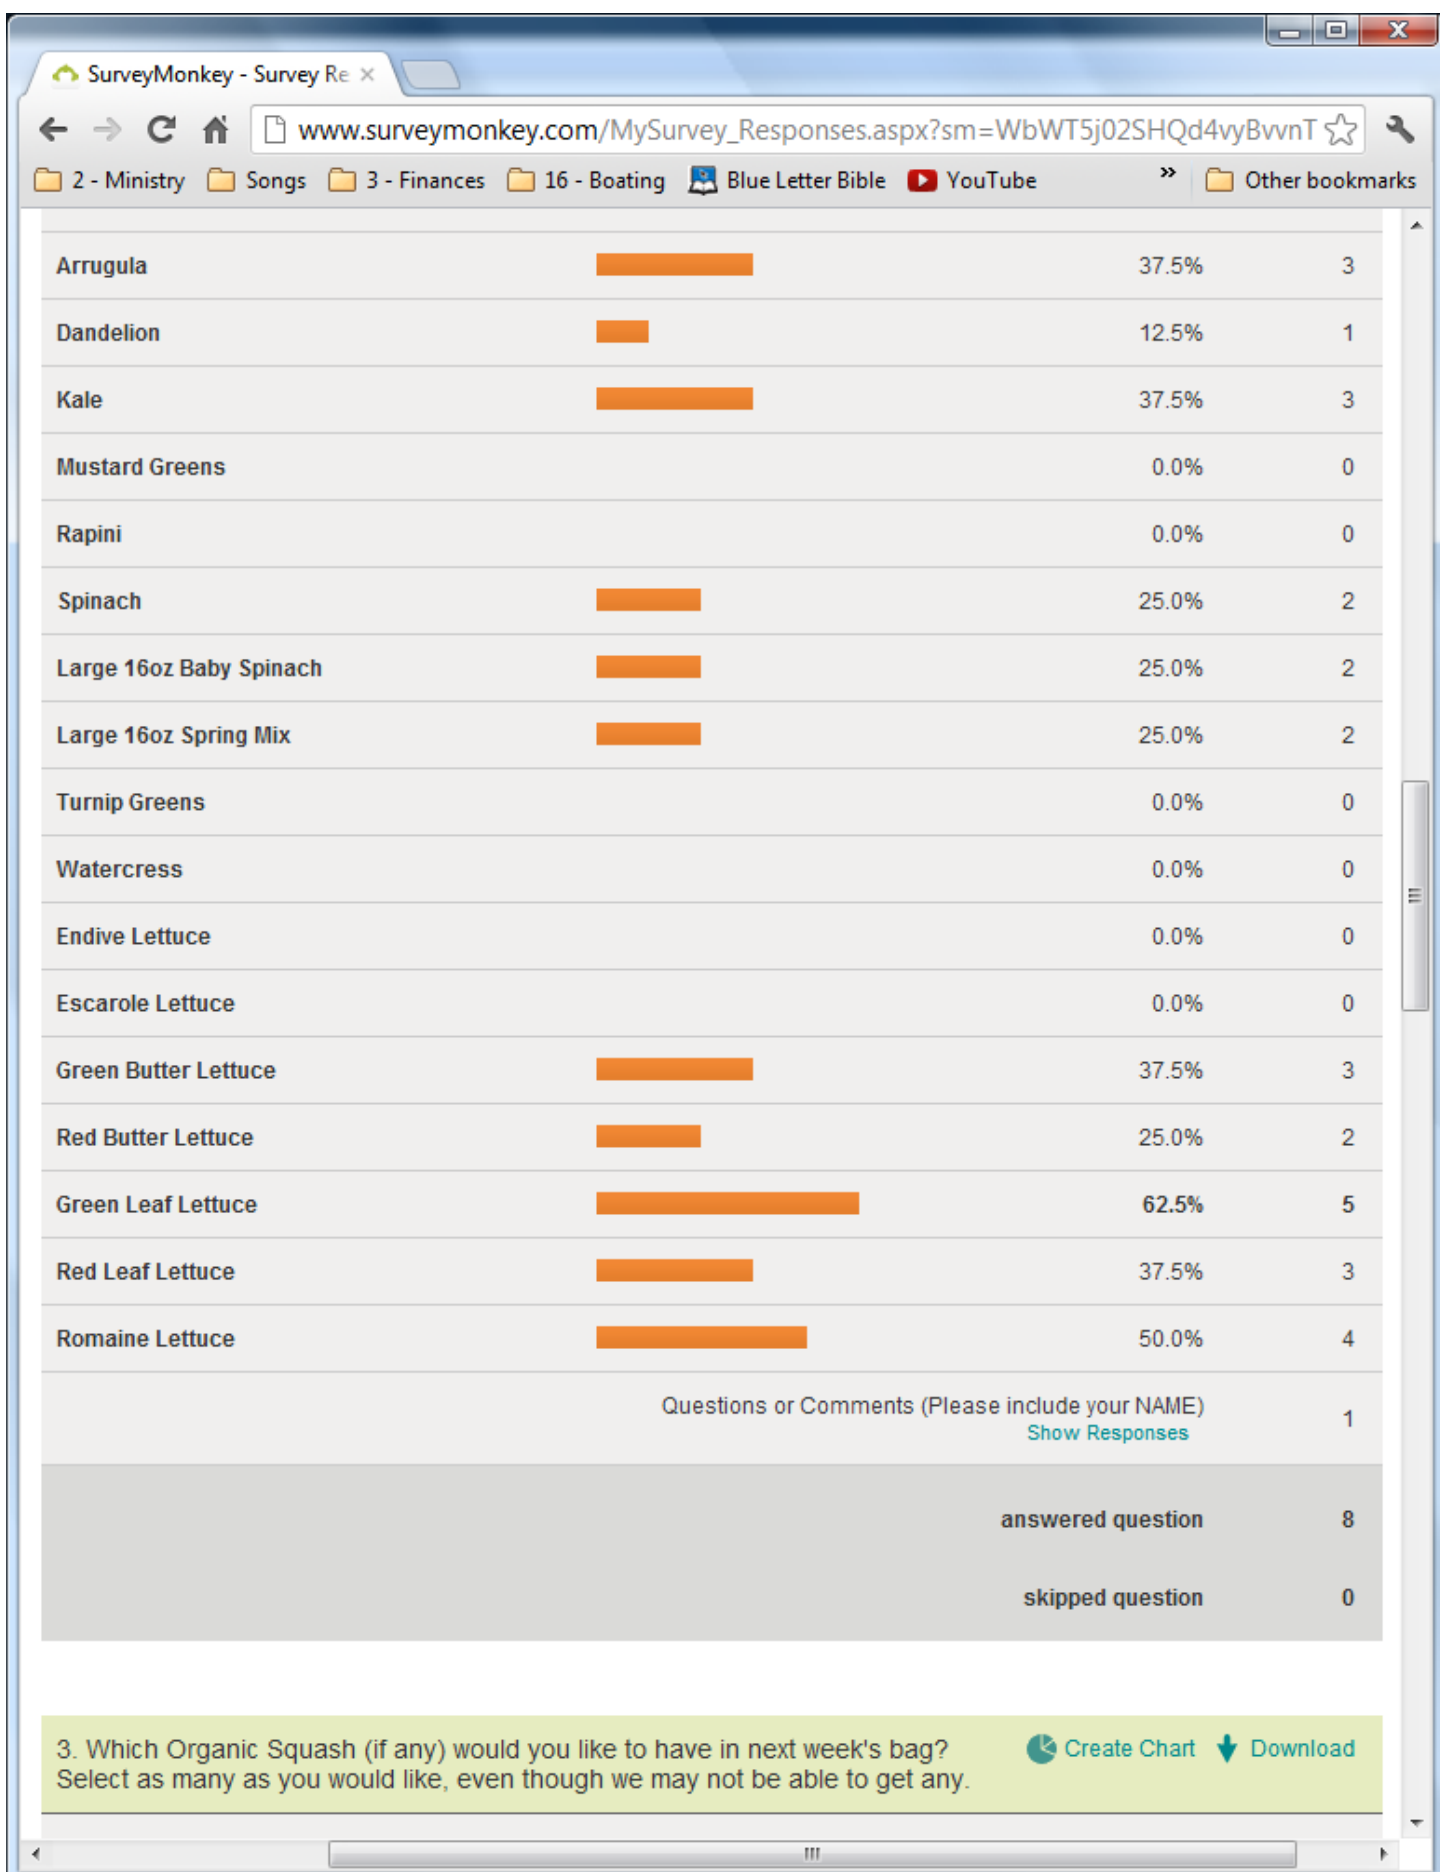 SurveyMonkey - Survey Re
www.surveymonkey.com/MySurvey_Responses.aspx?sm=WbWT5j02SHQd4vyBvvnT
2 - Ministry Songs 3 - Finances 16 - Boating Blue Letter Bible YouTube » Other bookmarks
Arrugula 37.5% 3
Dandelion 12.5% 1
Kale 37.5% 3
Mustard Greens 0.0% 0
Rapini 0.0% 0
Spinach 25.0% 2
Large 16oz Baby Spinach 25.0% 2
Large 16oz Spring Mix 25.0% 2
Turnip Greens 0.0% 0
Watercress 0.0% 0
Endive Lettuce 0.0% 0
Escarole Lettuce 0.0% 0
Green Butter Lettuce 37.5% 3
Red Butter Lettuce 25.0% 2
Green Leaf Lettuce 62.5% 5
Red Leaf Lettuce 37.5% 3
Romaine Lettuce 50.0% 4
Questions or Comments (Please include your NAME) 1
Show Responses
answered question 8
skipped question 0
3. Which Organic Squash (if any) would you like to have in next week's bag? Create Chart Download
Select as many as you would like, even though we may not be able to get any.